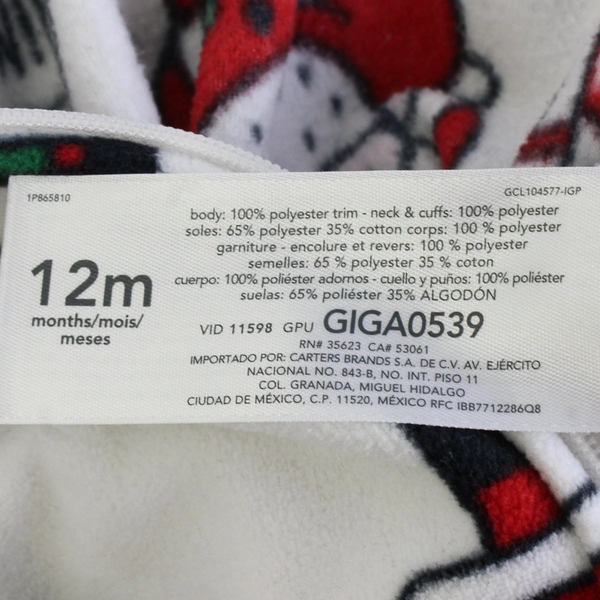 1P865810
GCL104577-IGP
body: 100% polyester trim - neck & cuffs: 100% polyester
soles: 65% polyester 35% cotton corps: 100 % polyester
garniture - encolure et revers: 100 % polyester
semelles: 65 % polyester 35 % coton
cuerpo: 100% poliéster adornos - cuello y puños: 100% poliéster
suelas: 65% poliéster 35% ALGODÓN
12m
months/mois/
meses
VID 11598 GPU GIGA0539
RN# 35623 CA# 53061
IMPORTADO POR: CARTERS BRANDS S.A. DE C.V. AV. EJÉRCITO
NACIONAL NO. 843-B, NO. INT. PISO 11
COL. GRANADA, MIGUEL HIDALGO
CIUDAD DE MÉXICO, C.P. 11520, MÉXICO RFC IBB7712286Q8